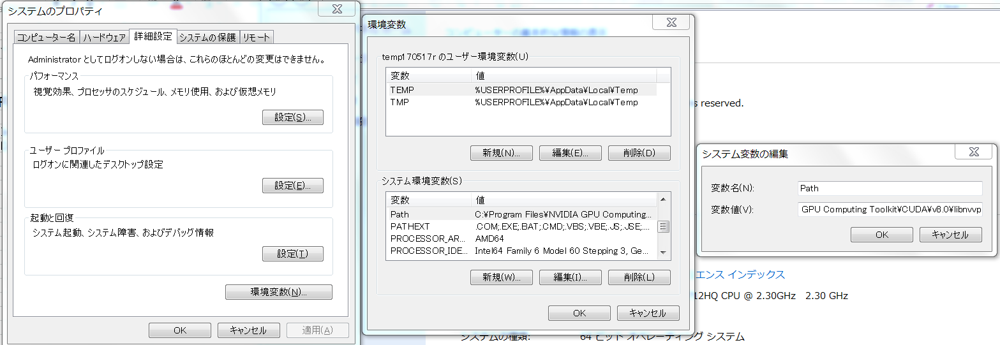 システムのプロパティ
コンピューター名
ハードウェア
詳細設定
システムの保護
リモート
Administrator としてログオンしない場合は、これらのほとんどの変更はできません。
パフォーマンス
視覚効果、プロセッサのスケジュール、メモリ使用、および仮想メモリ
設定(S)...
ユーザー プロファイル
ログオンに関連したデスクトップ設定
設定(E)...
起動と回復
システム起動、システム障害、およびデバッグ情報
設定(T)
環境変数(N)...
OK
キャンセル
適用(A)
環境変数
temp170517r のユーザー環境変数(U)
変数 値
TEMP %USERPROFILE%¥AppData¥Local¥Temp
TMP %USERPROFILE%¥AppData¥Local¥Temp
新規(N)...
編集(E)...
削除(D)
システム環境変数(S)
変数 値
Path C:¥Program Files¥NVIDIA GPU Computing...
PATHEXT .COM;.EXE;.BAT;.CMD;.VBS;.VBE;.JS;.JSE;...
PROCESSOR_AR... AMD64
PROCESSOR_IDE... Intel64 Family 6 Model 60 Stepping 3, Ge...
新規(W)...
編集(I)...
削除(L)
OK
キャンセル
s reserved.
システム変数の編集
変数名(N): Path
変数値(V): GPU Computing Toolkit¥CUDA¥v8.0¥libnvvp
OK
キャンセル
エンス インデックス
12HQ CPU @ 2.30GHz 2.30 GHz
システムの種類: 64 ビット オペレーティング システム